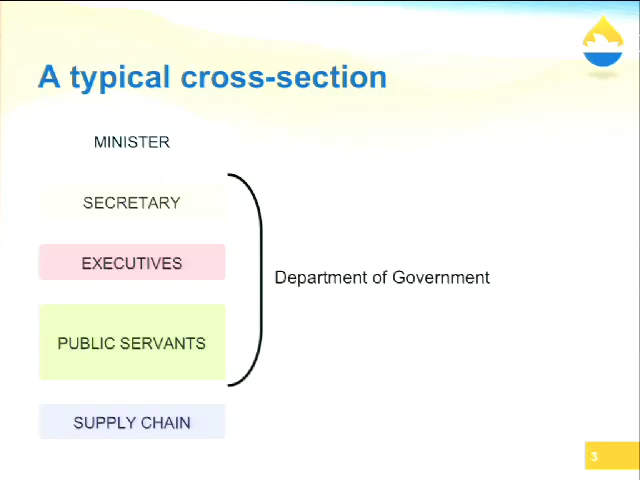 A typical cross-section
MINISTER
SECRETARY
EXECUTIVES
Department of Government
PUBLIC SERVANTS
SUPPLY CHAIN
3